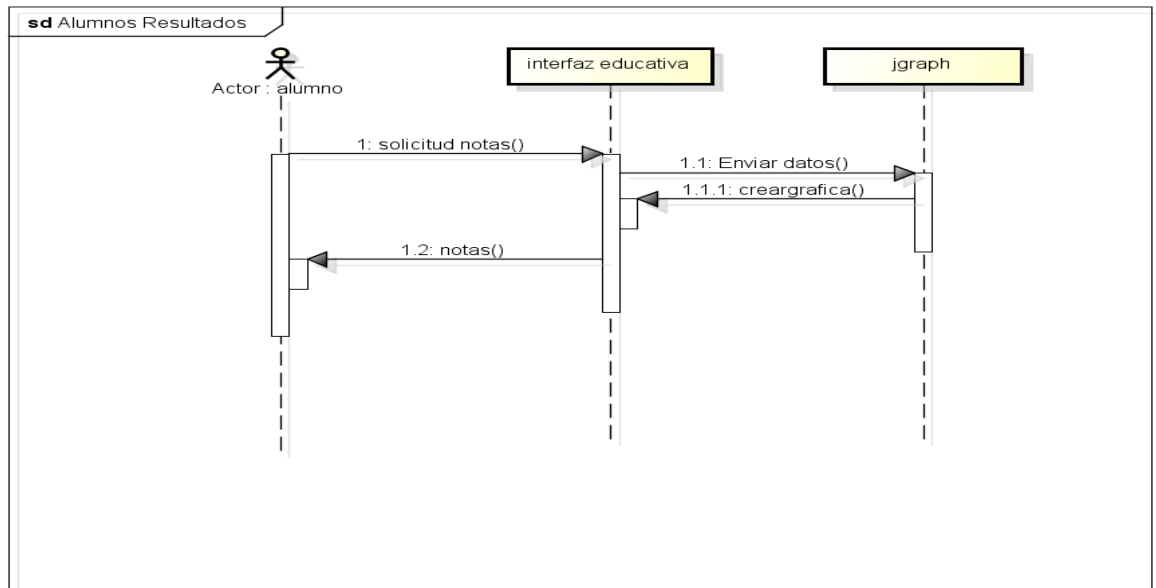 sd Alumnos Resultados
Actor : alumno
interfaz educativa
jgraph
1: solicitud notas()
1.1: Enviar datos()
1.1.1: creargrafica()
1.2: notas()